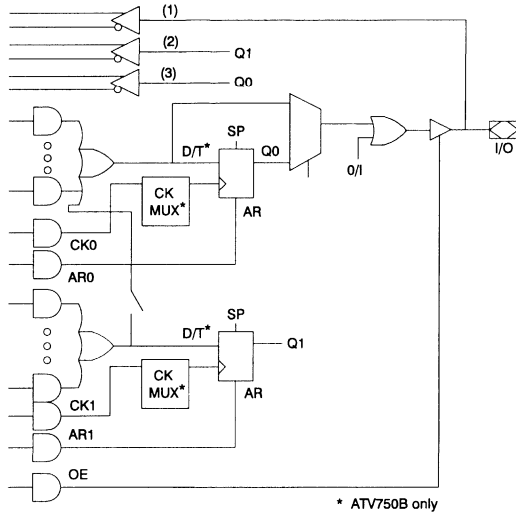 (1)
(2)
Q1
(3)
Q0
SP
D/T*
Q0
0/I
I/O
CK
MUX*
AR
CK0
AR0
SP
D/T*
Q1
CK
MUX*
AR
CK1
AR1
OE
* ATV750B only